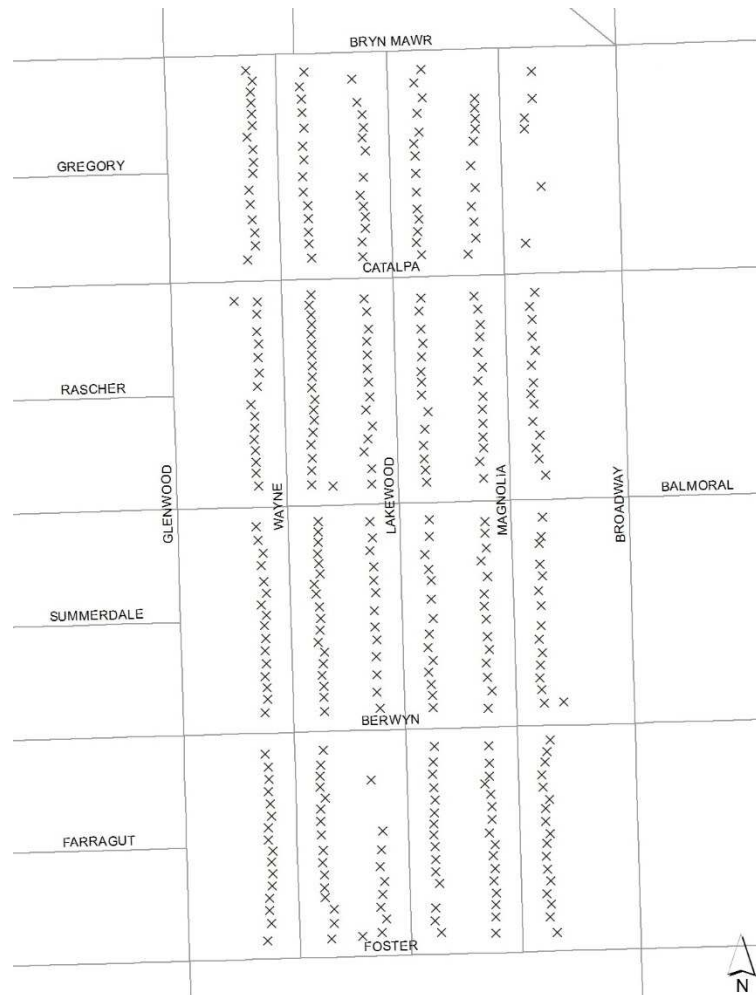 BRYN MAWR
GREGORY
CATALPA
RASCHER
GLENWOOD
WAYNE
LAKEWOOD
MAGNOLIA
BROADWAY
BALMORAL
SUMMERDALE
BERWYN
FARRAGUT
FOSTER
N